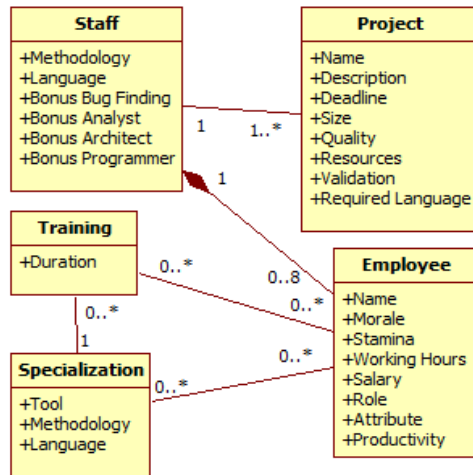 Staff
+Methodology
+Language
+Bonus Bug Finding
+Bonus Analyst
+Bonus Architect
+Bonus Programmer
Project
+Name
+Description
+Deadline
+Size
+Quality
+Resources
+Validation
+Required Language
1
1..*
1
0..8
Training
+Duration
0..*
0..*
0..*
1
Specialization
+Tool
+Methodology
+Language
0..*
0..*
Employee
+Name
+Morale
+Stamina
+Working Hours
+Salary
+Role
+Attribute
+Productivity